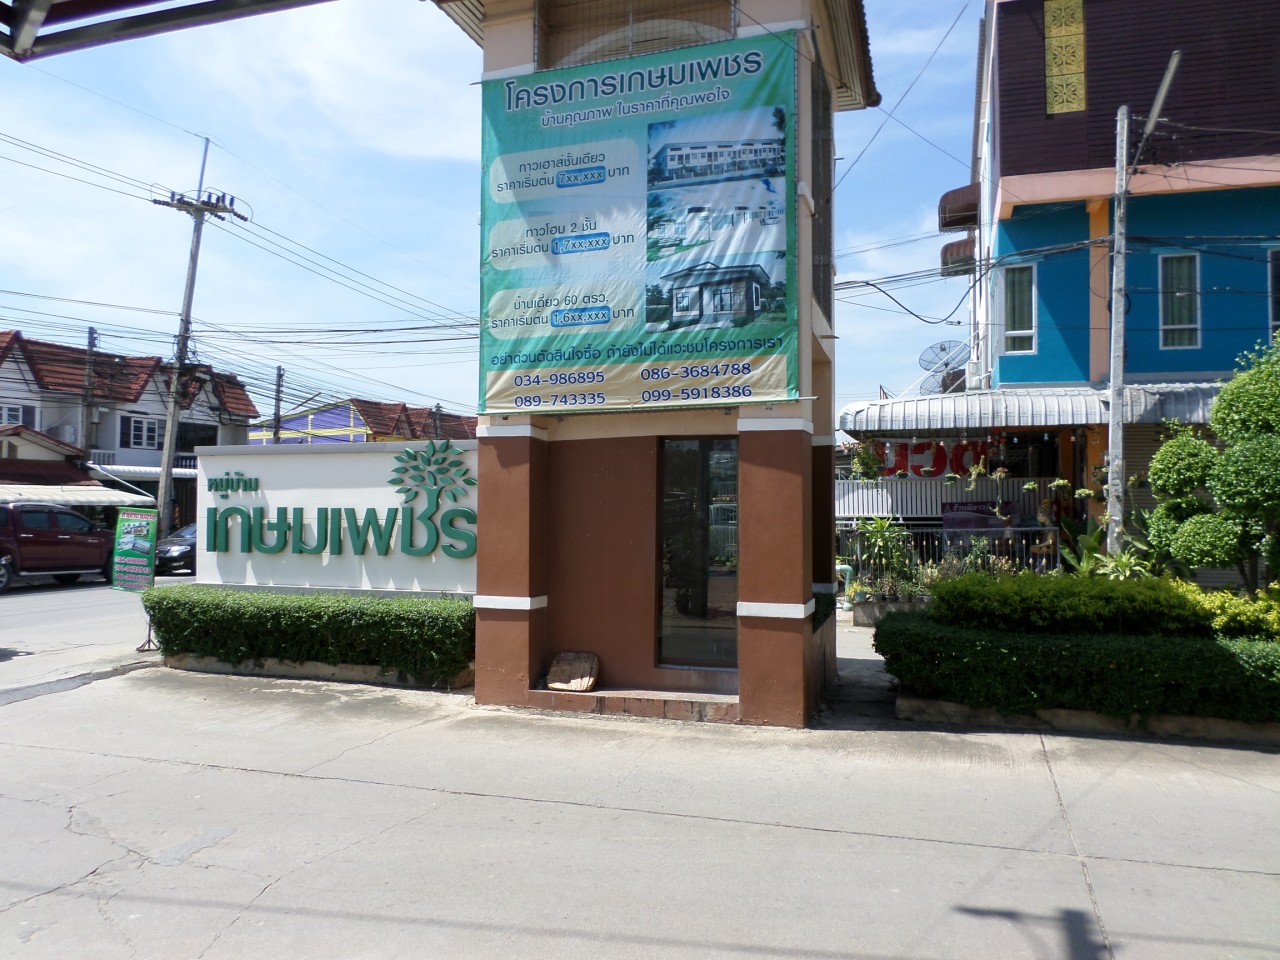 โครงการเกษมเพชร
บ้านคุณภาพ ในราคาที่คุณพอใจ
ทาวเฮาส์ชั้นเดียว
ราคาเริ่มต้น 7xx,xxx บาท
ทาวโฮม 2 ชั้น
ราคาเริ่มต้น 1,7xx,xxx บาท
บ้านเดี่ยว 60 ตรว.
ราคาเริ่มต้น 1,6xx,xxx บาท
อย่าด่วนตัดสินใจซื้อ ถ้ายังไม่ได้แวะชมโครงการเรา
034-986895 086-3684788
089-743335 099-5918386
หมู่บ้าน
เกษมเพชร